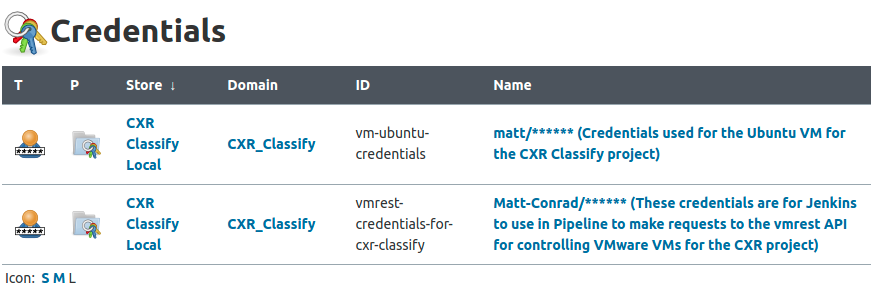 Credentials
T P Store ↓ Domain ID Name
CXR Classify Local
CXR_Classify
vm-ubuntu-
credentials
matt/****** (Credentials used for the Ubuntu VM for
the CXR Classify project)
CXR
Classify
Local
CXR_Classify
vmrest-
credentials-for-
cxr-classify
Matt-Conrad/****** (These credentials are for Jenkins
to use in Pipeline to make requests to the vmrest API
for controlling VMware VMs for the CXR project)
Icon: S M L